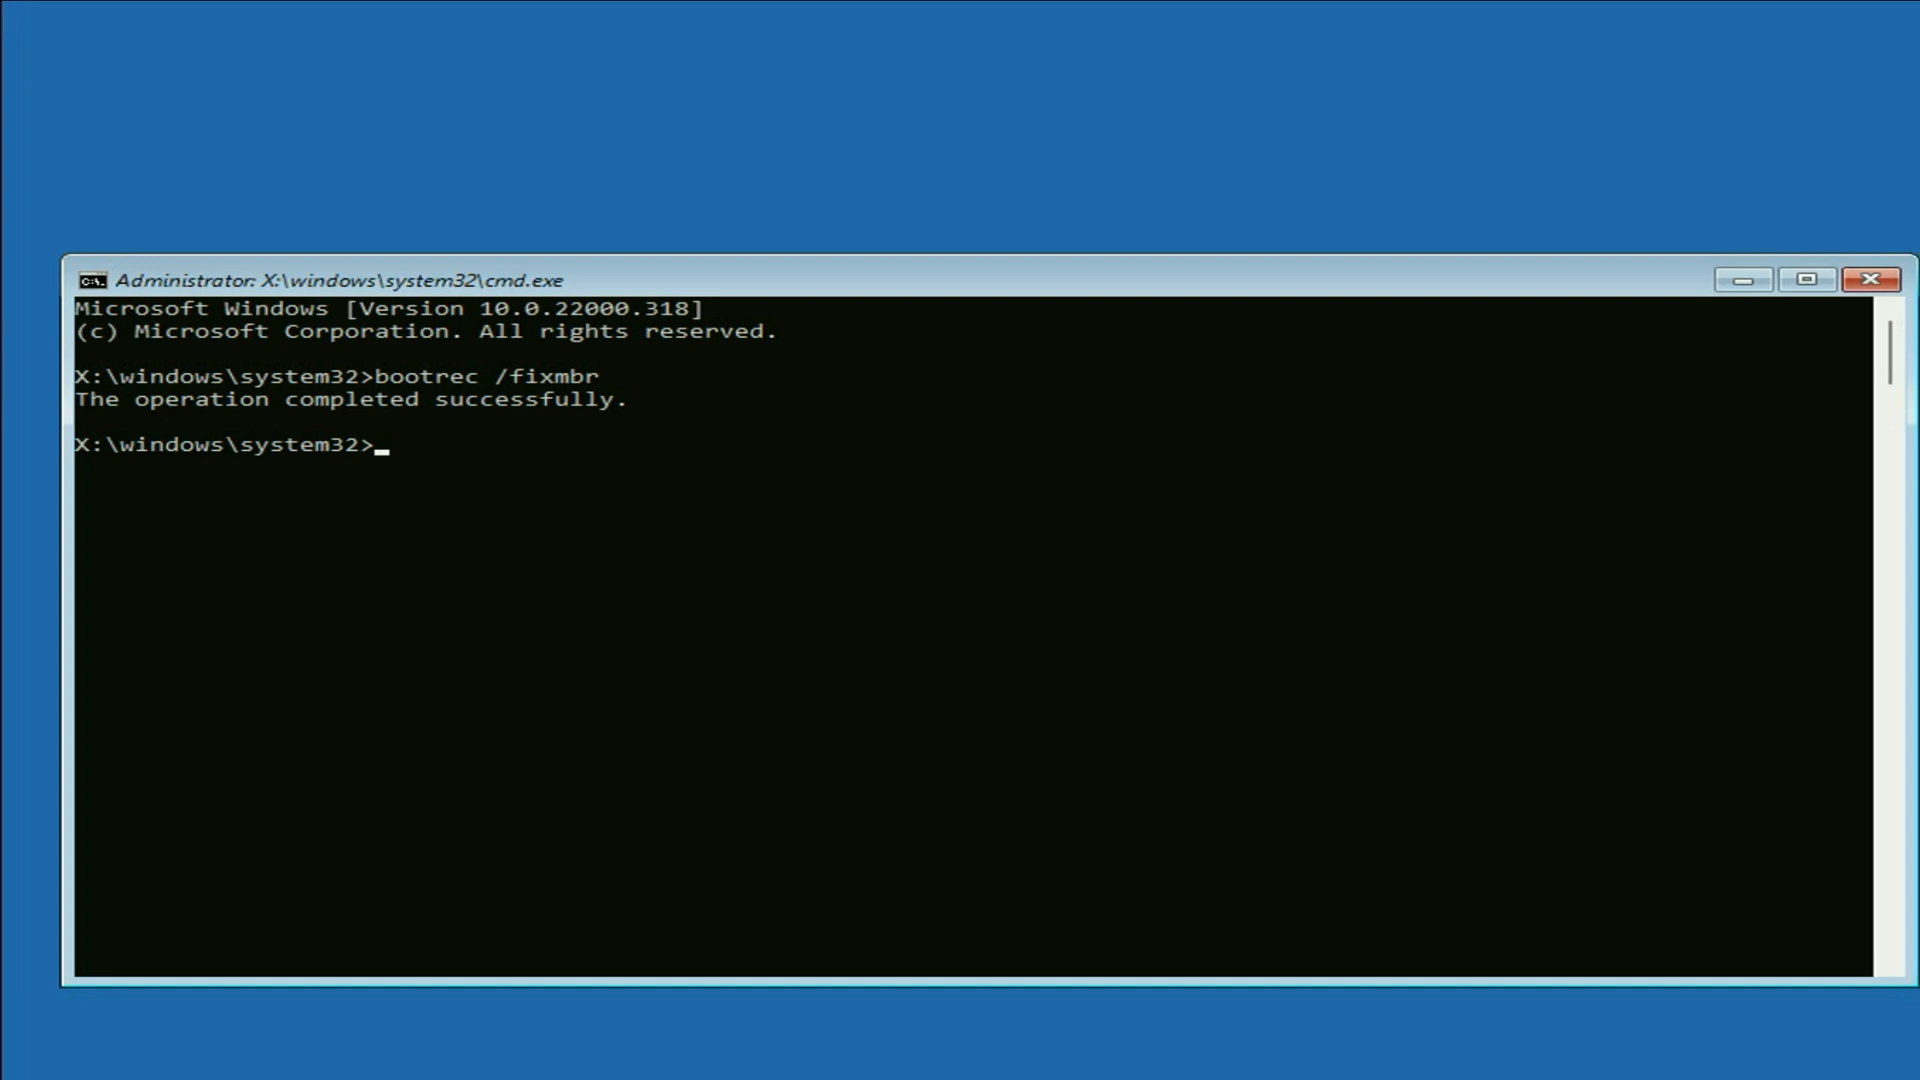 Administrator: X:\windows\system32\cmd.exe
Microsoft Windows [Version 10.0.22000.318]
(c) Microsoft Corporation. All rights reserved.
X:\windows\system32>bootrec /fixmbr
The operation completed successfully.
X:\windows\system32>